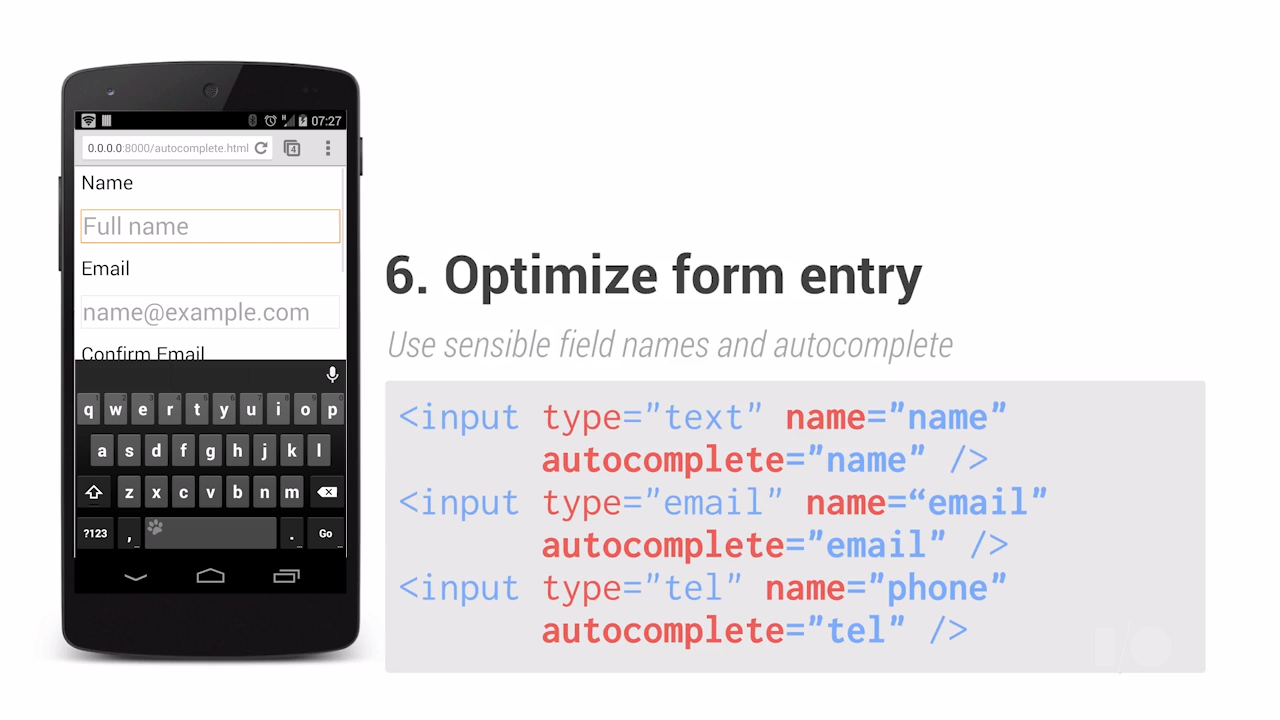 07:27
0.0.0.0:8000/autocomplete.html
4
Name
Full name
Email
name@example.com
Confirm Email
q w e r t y u i o p
a s d f g h j k l
z x c v b n m
?123 , . Go
6. Optimize form entry
Use sensible field names and autocomplete
<input type=”text” name=”name”
autocomplete=”name” />
<input type=”email” name=“email”
autocomplete=”email” />
<input type=”tel” name=”phone”
autocomplete=”tel” />
I/O